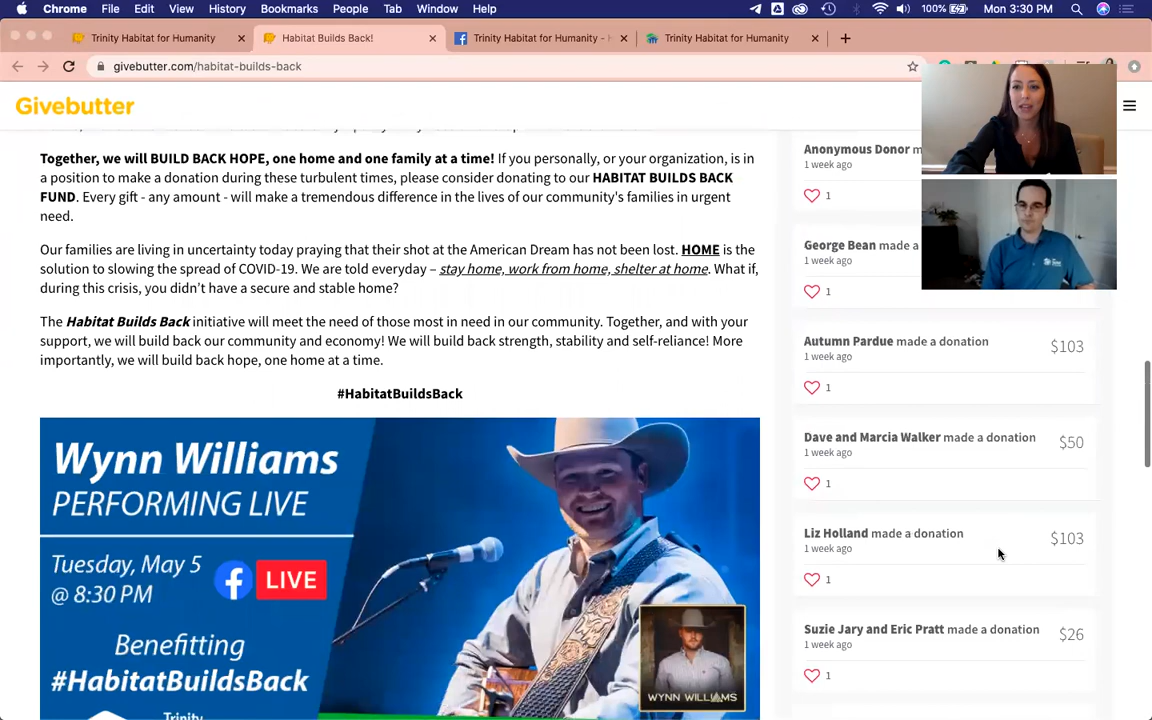 Chrome File Edit View History Bookmarks People Tab Window Help 100% Mon 3:30 PM
Trinity Habitat for Humanity × Habitat Builds Back! × Trinity Habitat for Humanity - H × Trinity Habitat for Humanity × +
givebutter.com/habitat-builds-back
Givebutter
Together, we will BUILD BACK HOPE, one home and one family at a time! If you personally, or your organization, is in
a position to make a donation during these turbulent times, please consider donating to our HABITAT BUILDS BACK
FUND. Every gift - any amount - will make a tremendous difference in the lives of our community's families in urgent
need.
Our families are living in uncertainty today praying that their shot at the American Dream has not been lost. HOME is the
solution to slowing the spread of COVID-19. We are told everyday – stay home, work from home, shelter at home. What if,
during this crisis, you didn't have a secure and stable home?
The Habitat Builds Back initiative will meet the need of those most in need in our community. Together, and with your
support, we will build back our community and economy! We will build back strength, stability and self-reliance! More
importantly, we will build back hope, one home at a time.
#HabitatBuildsBack
Wynn Williams
PERFORMING LIVE
Tuesday, May 5
@ 8:30 PM
LIVE
Benefitting
#HabitatBuildsBack
Trinity
WYNN WILLIAMS
Anonymous Donor m
1 week ago
1
George Bean made a
1 week ago
1
Autumn Pardue made a donation $103
1 week ago
1
Dave and Marcia Walker made a donation $50
1 week ago
1
Liz Holland made a donation $103
1 week ago
1
Suzie Jary and Eric Pratt made a donation $26
1 week ago
1